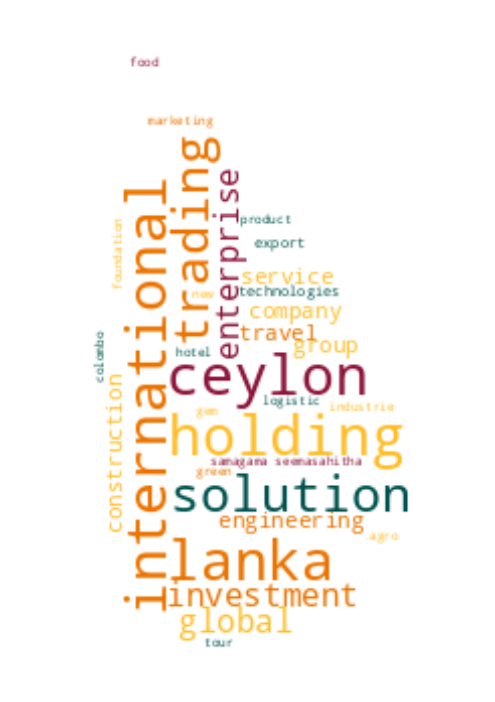 food
marketing
trading
enterprise
international
product
foundation
export
service
technologies
new
company
travel
group
hotel
colombo
ceylon
logistic
industrie
gem
holding
construction
samagama seemasahitha
green
solution
engineering
agro
lanka
investment
global
tour